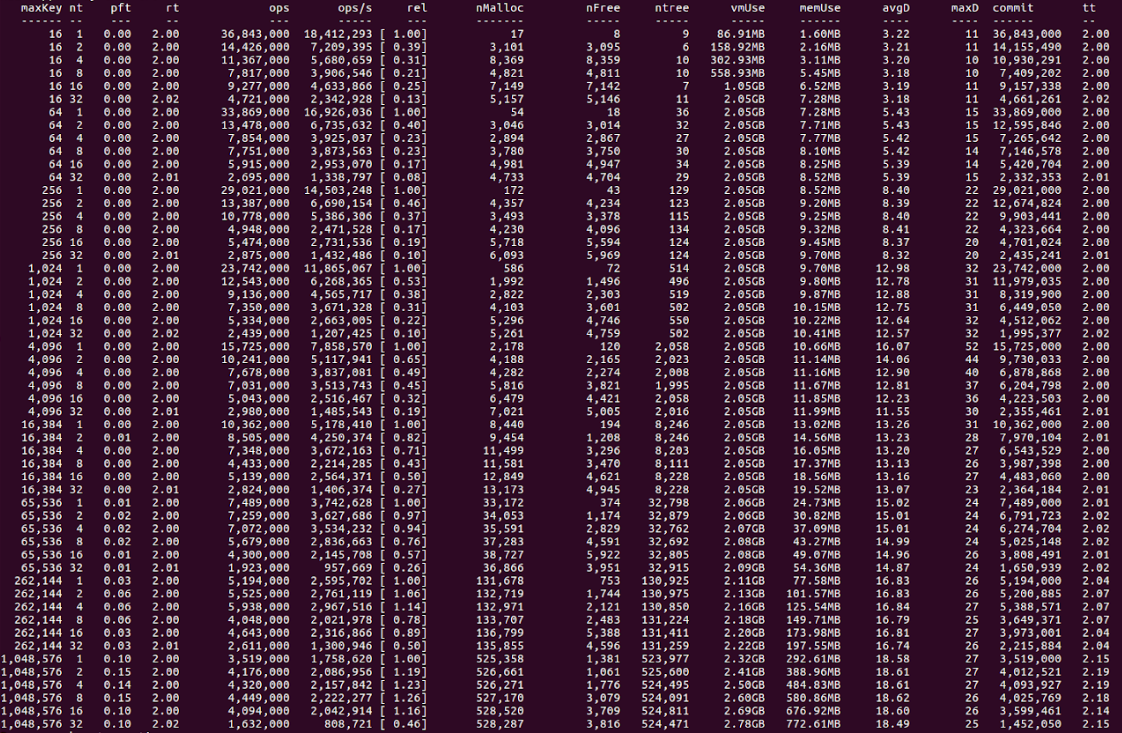 maxKey nt pft rt ops ops/s rel nMalloc nFree ntree vmUse memUse avgD maxD commit tt
------ -- --- -- --- ----- --- ------- ----- ----- ----- ------ ---- ---- ------ --
16 1 0.00 2.00 36,843,000 18,412,293 [ 1.00] 17 8 9 86.91MB 1.60MB 3.22 11 36,843,000 2.00
16 2 0.00 2.00 14,426,000 7,209,395 [ 0.39] 3,101 3,095 6 158.92MB 2.16MB 3.21 11 14,155,490 2.00
16 4 0.00 2.00 11,367,000 5,680,659 [ 0.31] 8,369 8,359 10 302.93MB 3.11MB 3.20 10 10,930,291 2.00
16 8 0.00 2.00 7,817,000 3,906,546 [ 0.21] 4,821 4,811 10 558.93MB 5.45MB 3.18 10 7,409,202 2.00
16 16 0.00 2.00 9,277,000 4,633,866 [ 0.25] 7,149 7,142 7 1.05GB 6.52MB 3.19 11 9,157,338 2.00
16 32 0.00 2.02 4,721,000 2,342,928 [ 0.13] 5,157 5,146 11 2.05GB 7.28MB 3.18 11 4,661,261 2.02
64 1 0.00 2.00 33,869,000 16,926,036 [ 1.00] 54 18 36 2.05GB 7.28MB 5.43 15 33,869,000 2.00
64 2 0.00 2.00 13,478,000 6,735,632 [ 0.40] 3,046 3,014 32 2.05GB 7.71MB 5.43 15 12,595,846 2.00
64 4 0.00 2.00 7,854,000 3,925,037 [ 0.23] 2,894 2,867 27 2.05GB 7.77MB 5.42 15 7,265,642 2.00
64 8 0.00 2.00 7,751,000 3,873,563 [ 0.23] 3,780 3,750 30 2.05GB 8.10MB 5.42 14 7,146,578 2.00
64 16 0.00 2.00 5,915,000 2,953,070 [ 0.17] 4,981 4,947 34 2.05GB 8.25MB 5.39 14 5,420,704 2.00
64 32 0.00 2.01 2,695,000 1,338,797 [ 0.08] 4,733 4,704 29 2.05GB 8.52MB 5.39 15 2,332,353 2.01
256 1 0.00 2.00 29,021,000 14,503,248 [ 1.00] 172 43 129 2.05GB 8.52MB 8.40 22 29,021,000 2.00
256 2 0.00 2.00 13,387,000 6,690,154 [ 0.46] 4,357 4,234 123 2.05GB 9.20MB 8.39 22 12,674,824 2.00
256 4 0.00 2.00 10,778,000 5,386,306 [ 0.37] 3,493 3,378 115 2.05GB 9.25MB 8.40 22 9,903,441 2.00
256 8 0.00 2.00 4,948,000 2,471,528 [ 0.17] 4,230 4,096 134 2.05GB 9.32MB 8.41 22 4,323,664 2.00
256 16 0.00 2.00 5,474,000 2,731,536 [ 0.19] 5,718 5,594 124 2.05GB 9.45MB 8.37 20 4,701,024 2.00
256 32 0.00 2.01 2,875,000 1,432,486 [ 0.10] 6,093 5,969 124 2.05GB 9.70MB 8.32 20 2,435,241 2.01
1,024 1 0.00 2.00 23,742,000 11,865,067 [ 1.00] 586 72 514 2.05GB 9.70MB 12.98 32 23,742,000 2.00
1,024 2 0.00 2.00 12,543,000 6,268,365 [ 0.53] 1,992 1,496 496 2.05GB 9.80MB 12.78 31 11,979,035 2.00
1,024 4 0.00 2.00 9,136,000 4,565,717 [ 0.38] 2,822 2,303 519 2.05GB 9.87MB 12.88 31 8,319,900 2.00
1,024 8 0.00 2.00 7,350,000 3,671,328 [ 0.31] 4,103 3,601 502 2.05GB 10.15MB 12.75 31 6,449,050 2.00
1,024 16 0.00 2.00 5,334,000 2,663,005 [ 0.22] 5,296 4,746 550 2.05GB 10.22MB 12.64 32 4,512,062 2.00
1,024 32 0.00 2.02 2,439,000 1,207,425 [ 0.10] 5,261 4,759 502 2.05GB 10.41MB 12.57 32 1,995,377 2.02
4,096 1 0.00 2.00 15,725,000 7,858,570 [ 1.00] 2,178 120 2,058 2.05GB 10.66MB 16.07 52 15,725,000 2.00
4,096 2 0.00 2.00 10,241,000 5,117,941 [ 0.65] 4,188 2,165 2,023 2.05GB 11.14MB 14.06 44 9,730,033 2.00
4,096 4 0.00 2.00 7,678,000 3,837,081 [ 0.49] 4,282 2,274 2,008 2.05GB 11.16MB 12.90 40 6,878,868 2.00
4,096 8 0.00 2.00 7,031,000 3,513,743 [ 0.45] 5,816 3,821 1,995 2.05GB 11.67MB 12.81 37 6,204,798 2.00
4,096 16 0.00 2.00 5,043,000 2,516,467 [ 0.32] 6,479 4,421 2,058 2.05GB 11.85MB 12.23 36 4,223,503 2.00
4,096 32 0.00 2.01 2,980,000 1,485,543 [ 0.19] 7,021 5,005 2,016 2.05GB 11.99MB 11.55 30 2,355,461 2.01
16,384 1 0.00 2.00 10,362,000 5,178,410 [ 1.00] 8,440 194 8,246 2.05GB 13.02MB 13.26 31 10,362,000 2.00
16,384 2 0.01 2.00 8,505,000 4,250,374 [ 0.82] 9,454 1,208 8,246 2.05GB 14.56MB 13.23 28 7,970,104 2.01
16,384 4 0.00 2.00 7,348,000 3,672,163 [ 0.71] 11,499 3,296 8,203 2.05GB 16.05MB 13.20 27 6,543,529 2.00
16,384 8 0.00 2.00 4,433,000 2,214,285 [ 0.43] 11,581 3,470 8,111 2.05GB 17.37MB 13.13 26 3,987,398 2.00
16,384 16 0.00 2.00 5,139,000 2,564,371 [ 0.50] 12,849 4,621 8,228 2.05GB 18.56MB 13.16 27 4,483,060 2.00
16,384 32 0.00 2.01 2,824,000 1,406,374 [ 0.27] 13,173 4,945 8,228 2.05GB 19.52MB 13.07 23 2,364,184 2.01
65,536 1 0.01 2.00 7,489,000 3,742,628 [ 1.00] 33,172 374 32,798 2.06GB 24.73MB 15.02 24 7,489,000 2.01
65,536 2 0.02 2.00 7,259,000 3,627,686 [ 0.97] 34,053 1,174 32,879 2.06GB 30.82MB 15.01 24 6,791,723 2.02
65,536 4 0.02 2.00 7,072,000 3,534,232 [ 0.94] 35,591 2,829 32,762 2.07GB 37.09MB 15.01 24 6,274,704 2.02
65,536 8 0.02 2.00 5,679,000 2,836,663 [ 0.76] 37,283 4,591 32,692 2.08GB 43.27MB 14.99 24 5,025,148 2.02
65,536 16 0.01 2.00 4,300,000 2,145,708 [ 0.57] 38,727 5,922 32,805 2.08GB 49.07MB 14.96 26 3,808,491 2.01
65,536 32 0.01 2.01 1,923,000 957,669 [ 0.26] 36,866 3,951 32,915 2.09GB 54.36MB 14.87 24 1,650,939 2.02
262,144 1 0.03 2.00 5,194,000 2,595,702 [ 1.00] 131,678 753 130,925 2.11GB 77.58MB 16.83 26 5,194,000 2.04
262,144 2 0.06 2.00 5,525,000 2,761,119 [ 1.06] 132,719 1,744 130,975 2.13GB 101.57MB 16.83 26 5,200,885 2.07
262,144 4 0.06 2.00 5,938,000 2,967,516 [ 1.14] 132,971 2,121 130,850 2.16GB 125.54MB 16.84 27 5,388,571 2.07
262,144 8 0.06 2.00 4,048,000 2,021,978 [ 0.78] 133,707 2,483 131,224 2.18GB 149.71MB 16.79 25 3,649,371 2.07
262,144 16 0.03 2.00 4,643,000 2,316,866 [ 0.89] 136,799 5,388 131,411 2.20GB 173.98MB 16.81 27 3,973,001 2.04
262,144 32 0.03 2.01 2,611,000 1,300,946 [ 0.50] 135,855 4,596 131,259 2.22GB 197.55MB 16.74 26 2,215,884 2.04
1,048,576 1 0.10 2.00 3,519,000 1,758,620 [ 1.00] 525,358 1,381 523,977 2.32GB 292.61MB 18.58 27 3,519,000 2.15
1,048,576 2 0.15 2.00 4,176,000 2,086,956 [ 1.19] 526,661 1,061 525,600 2.41GB 388.96MB 18.61 27 4,012,521 2.19
1,048,576 4 0.14 2.00 4,320,000 2,157,842 [ 1.23] 526,271 1,776 524,495 2.50GB 484.83MB 18.61 27 4,093,927 2.19
1,048,576 8 0.15 2.00 4,449,000 2,222,277 [ 1.26] 527,170 3,079 524,091 2.60GB 580.86MB 18.62 26 4,025,769 2.18
1,048,576 16 0.10 2.00 4,094,000 2,042,914 [ 1.16] 528,520 3,709 524,811 2.69GB 676.92MB 18.60 26 3,599,461 2.14
1,048,576 32 0.10 2.02 1,632,000 808,721 [ 0.46] 528,287 3,816 524,471 2.78GB 772.61MB 18.49 25 1,452,050 2.15